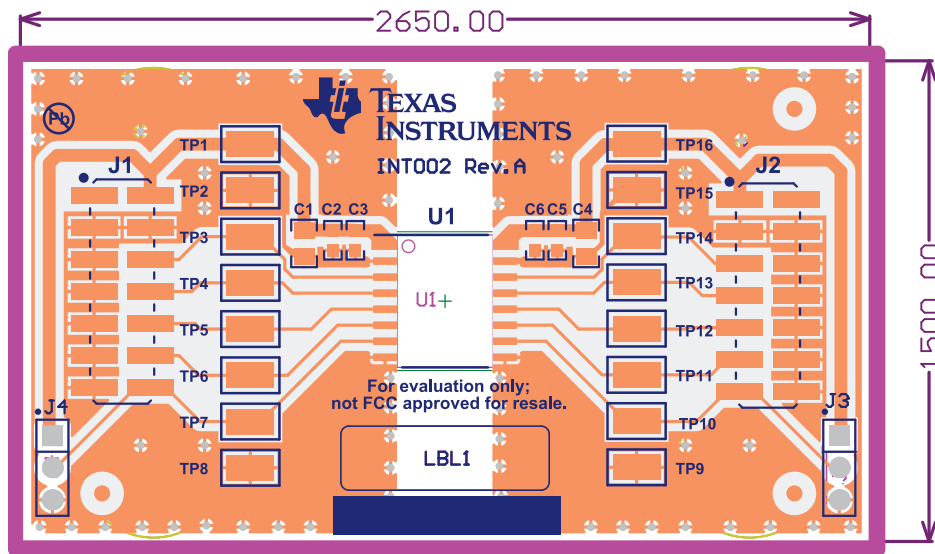 2650.00
Pb
TEXAS
INSTRUMENTS
INT002 Rev.A
TP1
TP16
J1
J2
TP2
TP15
C1 C2 C3
U1
C6 C5 C4
TP3
TP14
TP4
TP13
U1+
1500.00
TP5
TP12
TP6
TP11
For evaluation only;
not FCC approved for resale.
J4
J3
TP7
TP10
LBL1
TP8
TP9